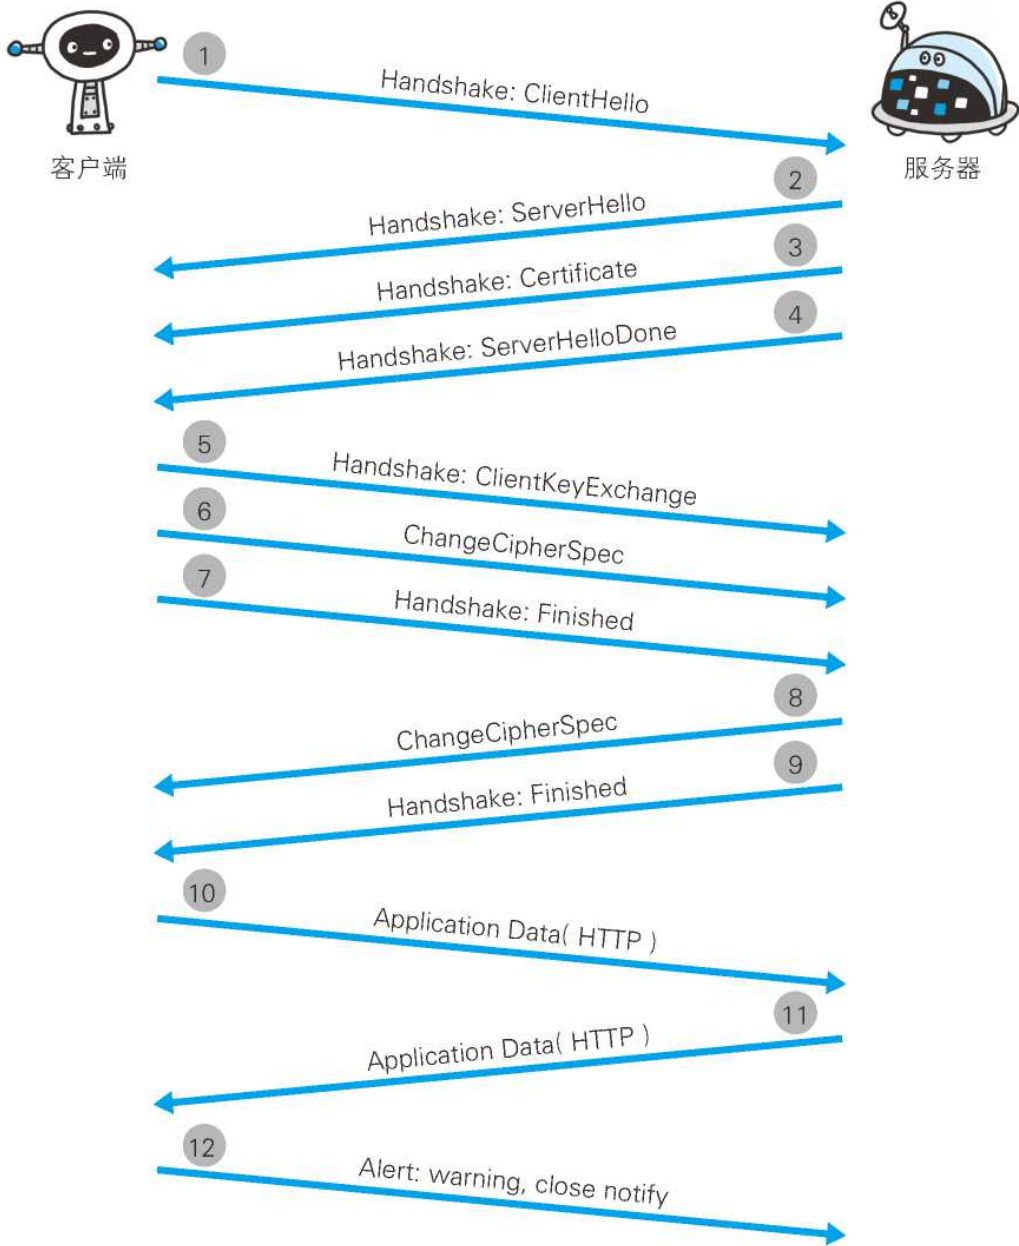 1
Handshake: ClientHello
客户端
服务器
2
Handshake: ServerHello
3
Handshake: Certificate
4
Handshake: ServerHelloDone
5
Handshake: ClientKeyExchange
6
ChangeCipherSpec
7
Handshake: Finished
8
ChangeCipherSpec
9
Handshake: Finished
10
Application Data( HTTP )
11
Application Data( HTTP )
12
Alert: warning, close notify